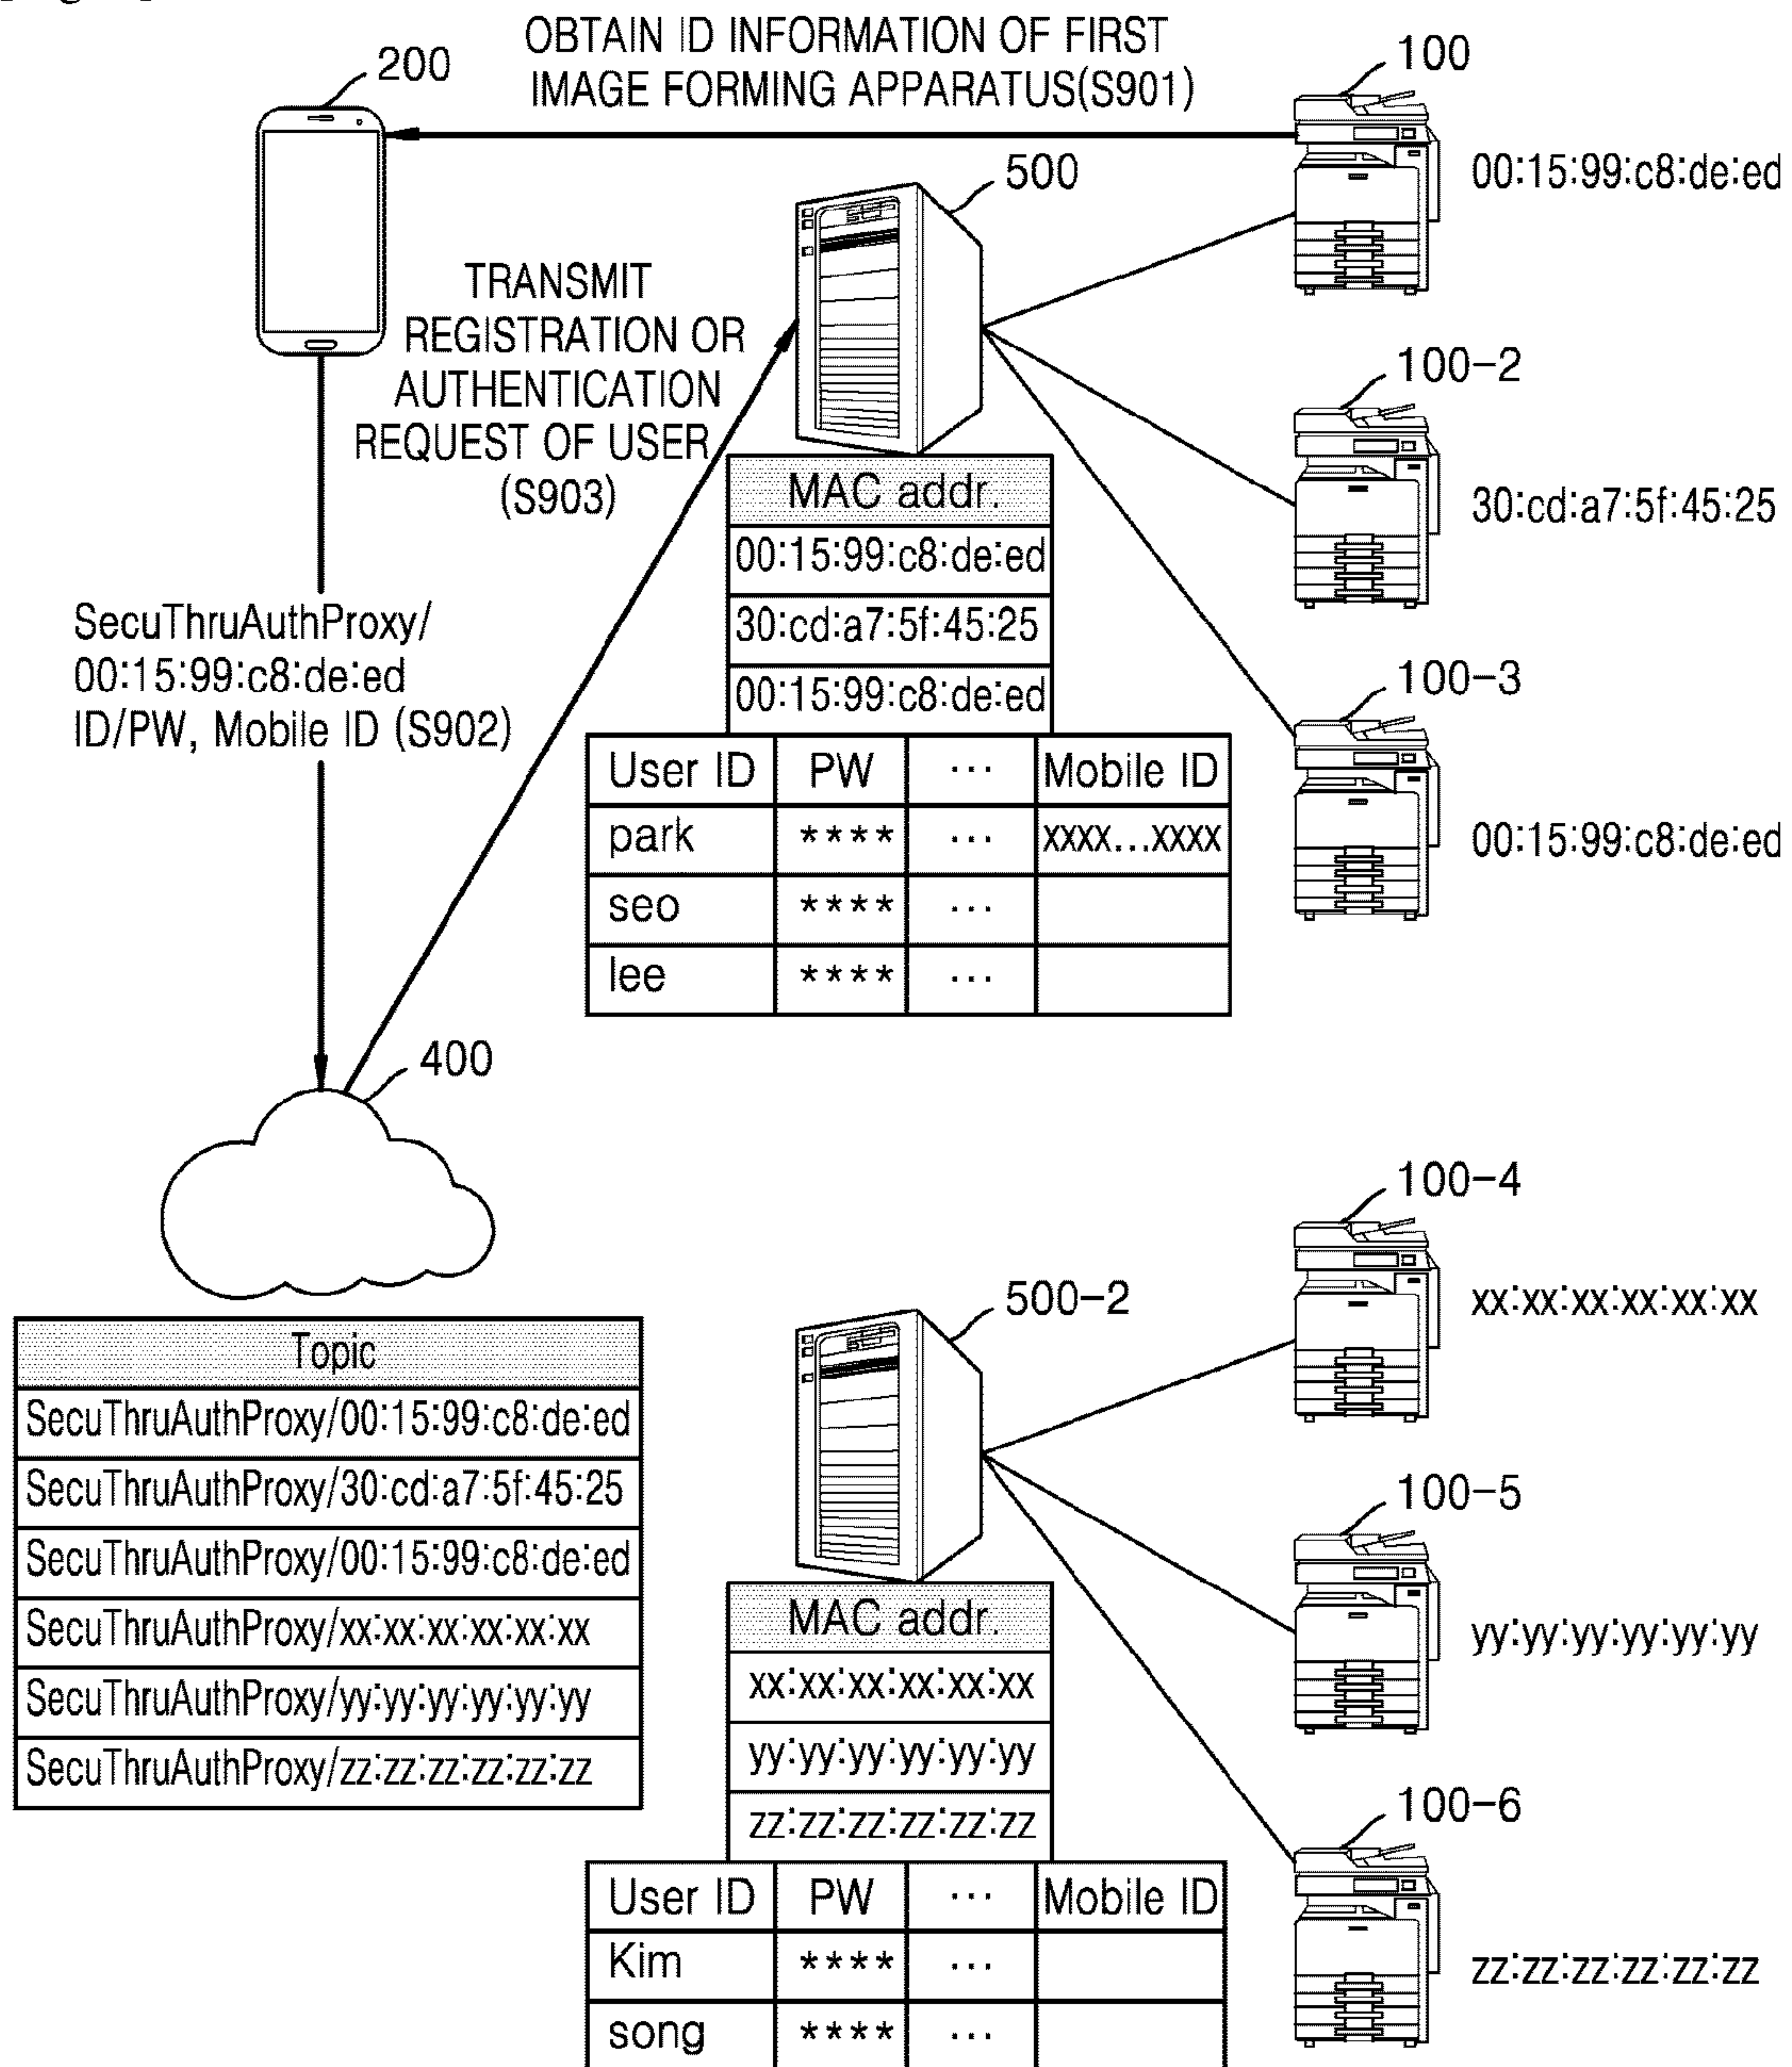 OBTAIN ID INFORMATION OF FIRST
IMAGE FORMING APPARATUS(S901)
200
100
00:15:99:c8:de:ed
500
TRANSMIT
REGISTRATION OR
AUTHENTICATION
REQUEST OF USER
(S903)
100-2
30:cd:a7:5f:45:25
MAC addr.
00:15:99:c8:de:ed
30:cd:a7:5f:45:25
00:15:99:c8:de:ed
SecuThruAuthProxy/
00:15:99:c8:de:ed
ID/PW, Mobile ID (S902)
100-3
00:15:99:c8:de:ed
User ID PW ... Mobile ID
park **** ... xxxx...xxxx
seo **** ...
lee **** ...
400
Topic
SecuThruAuthProxy/00:15:99:c8:de:ed
SecuThruAuthProxy/30:cd:a7:5f:45:25
SecuThruAuthProxy/00:15:99:c8:de:ed
SecuThruAuthProxy/xx:xx:xx:xx:xx:xx
SecuThruAuthProxy/yy:yy:yy:yy:yy:yy
SecuThruAuthProxy/zz:zz:zz:zz:zz:zz
500-2
100-4
xx:xx:xx:xx:xx:xx
100-5
yy:yy:yy:yy:yy:yy
100-6
zz:zz:zz:zz:zz:zz
MAC addr.
xx:xx:xx:xx:xx:xx
yy:yy:yy:yy:yy:yy
zz:zz:zz:zz:zz:zz
User ID PW ... Mobile ID
Kim **** ...
song **** ...